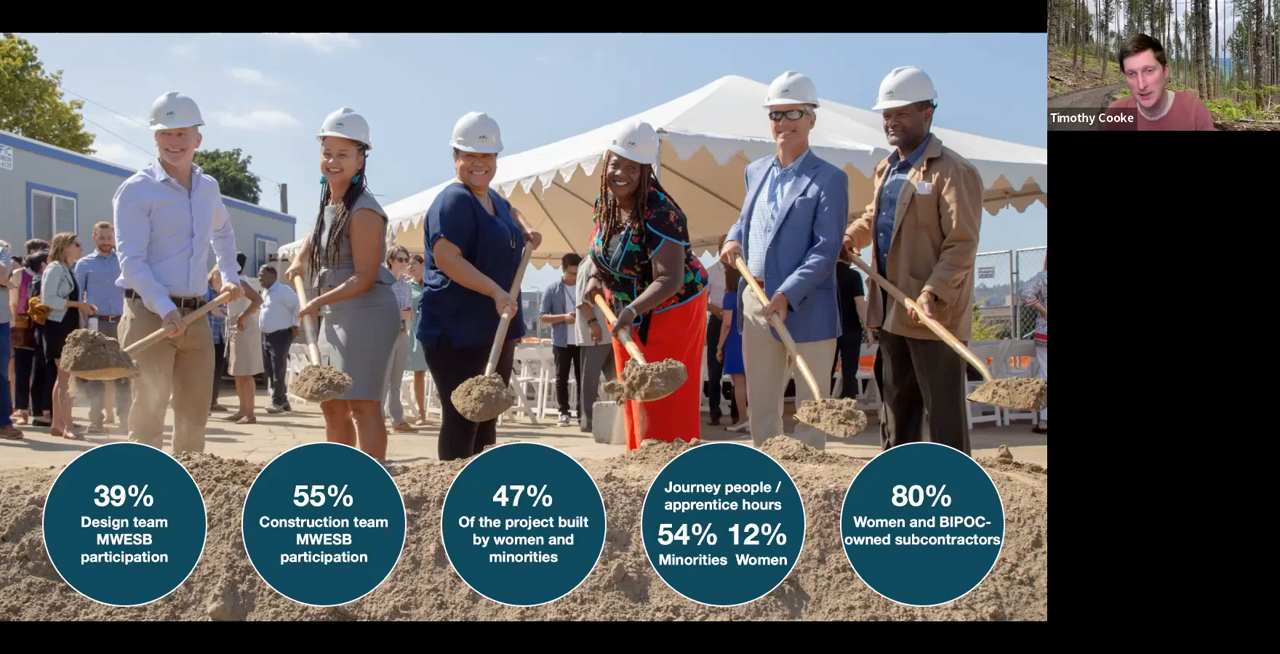 Timothy Cooke
39%
Design team
MWESB
participation
55%
Construction team
MWESB
participation
47%
Of the project built
by women and
minorities
Journey people /
apprentice hours
54% 12%
Minorities Women
80%
Women and BIPOC-
owned subcontractors